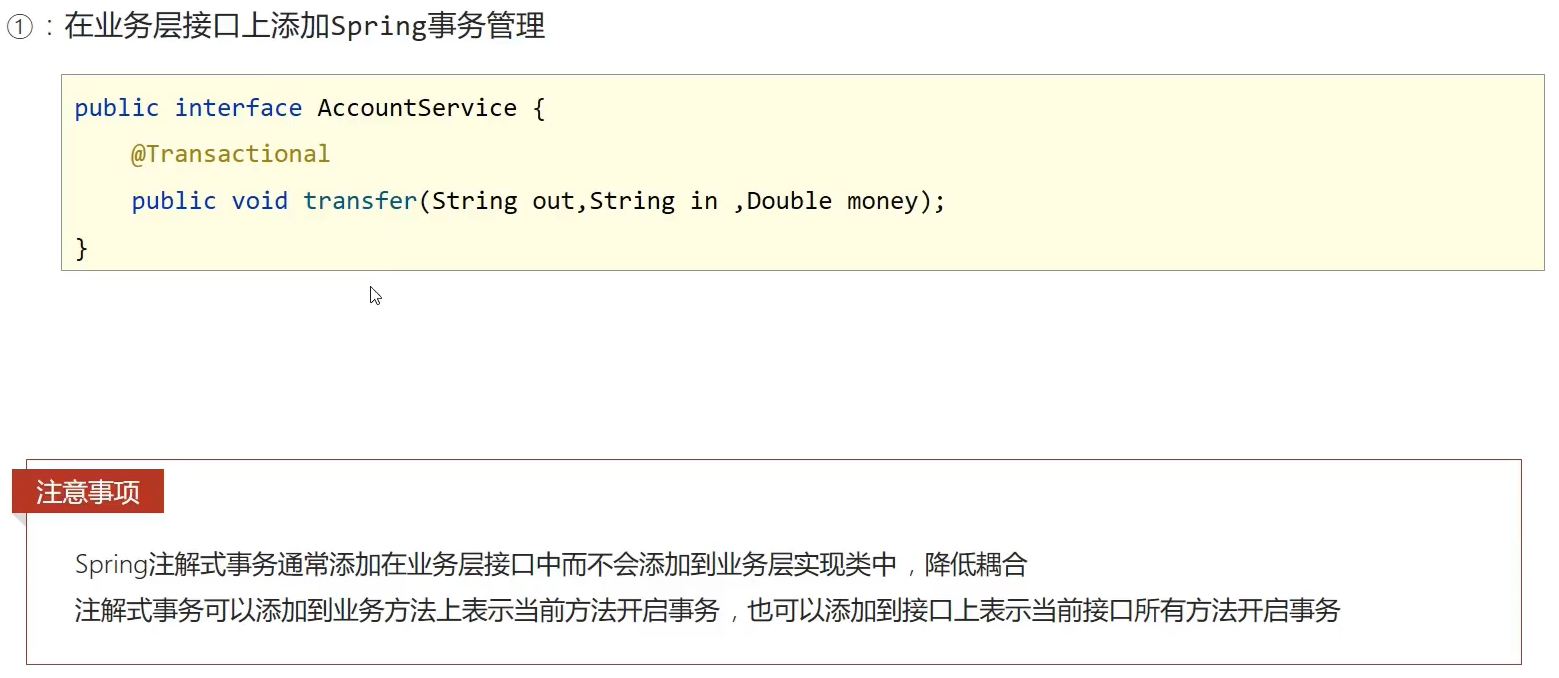 ①：在业务层接口上添加Spring事务管理
public interface AccountService {
@Transactional
public void transfer(String out,String in ,Double money);
}
注意事项
Spring注解式事务通常添加在业务层接口中而不会添加到业务层实现类中，降低耦合
注解式事务可以添加到业务方法上表示当前方法开启事务，也可以添加到接口上表示当前接口所有方法开启事务